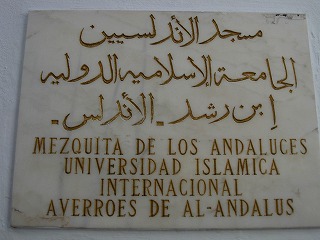 مسجد الأندلسيين
الجامعة الإسلامية الدولية
إبن رشد - الأندلس -
MEZQUITA DE LOS ANDALUCES
UNIVERSIDAD ISLAMICA
INTERNACIONAL
AVERROES DE AL-ANDALUS